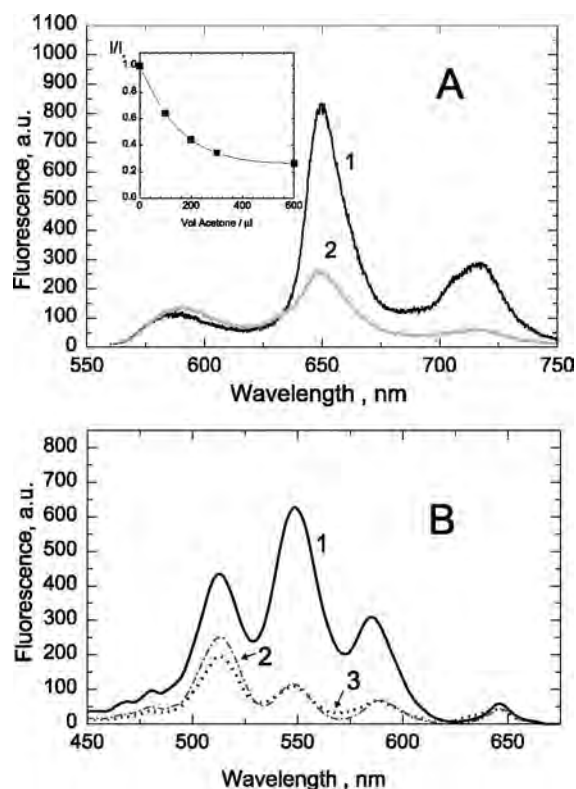 1100
1000
900
800
700
600
500
400
300
200
100
0
Fluorescence, a.u.
I/I
1.0
0.8
0.6
0.4
0.2
0.0
0 200 400 600
Vol Acetone / µl
A
1
2
550 600 650 700 750
Wavelength , nm
800
700
600
500
400
300
200
100
0
Fluorescence, a.u.
B
1
2
3
450 500 550 600 650
Wavelength , nm